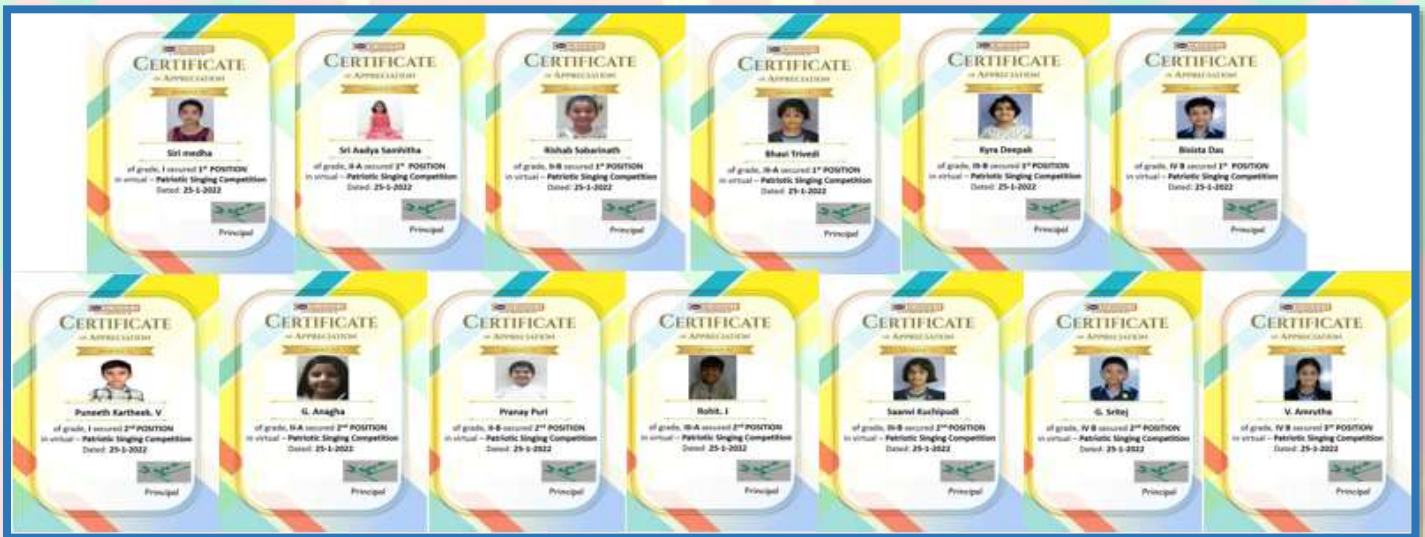 CERTIFICATE
OF APPRECIATION
Siri medha
of grade, I secured 1st POSITION
in virtual – Patriotic Singing Competition
Dated: 25-1-2022
Principal
CERTIFICATE
OF APPRECIATION
Sri Aadya Samhitha
of grade, II-A secured 1st POSITION
in virtual – Patriotic Singing Competition
Dated: 25-1-2022
Principal
CERTIFICATE
OF APPRECIATION
Rishab Sabarinath
of grade, II-B secured 1st POSITION
in virtual – Patriotic Singing Competition
Dated: 25-1-2022
Principal
CERTIFICATE
OF APPRECIATION
Bhavi Trivedi
of grade, III-A secured 1st POSITION
in virtual – Patriotic Singing Competition
Dated: 25-1-2022
Principal
CERTIFICATE
OF APPRECIATION
Kyra Deepak
of grade, III-B secured POSITION
in virtual – Patriotic Singing Competition
Dated: 25-1-2022
Principal
CERTIFICATE
OF APPRECIATION
Bisista Das
of grade, IV B secured 1st POSITION
in virtual – Patriotic Singing Competition
Dated: 25-1-2022
Principal
CERTIFICATE
OF APPRECIATION
Puneeth Kartheek. V
of grade, I secured 2nd POSITION
in virtual – Patriotic Singing Competition
Dated: 25-1-2022
Principal
CERTIFICATE
OF APPRECIATION
G. Anagha
of grade, II-A secured 2nd POSITION
in virtual – Patriotic Singing Competition
Dated: 25-1-2022
Principal
CERTIFICATE
OF APPRECIATION
Pranay Puri
of grade, II-B secured 2nd POSITION
in virtual – Patriotic Singing Competition
Dated: 25-1-2022
Principal
CERTIFICATE
OF APPRECIATION
Rohit. J
of grade, III-A secured 2nd POSITION
in virtual – Patriotic Singing Competition
Dated: 25-1-2022
Principal
CERTIFICATE
OF APPRECIATION
Saanvi Kuchipudi
of grade, III-B secured 2nd POSITION
in virtual – Patriotic Singing Competition
Dated: 25-1-2022
Principal
CERTIFICATE
OF APPRECIATION
G. Sritej
of grade, IV B secured 2nd POSITION
in virtual – Patriotic Singing Competition
Dated: 25-1-2022
Principal
CERTIFICATE
OF APPRECIATION
V. Amrutha
of grade, IV B secured 3rd POSITION
in virtual – Patriotic Singing Competition
Dated: 25-1-2022
Principal